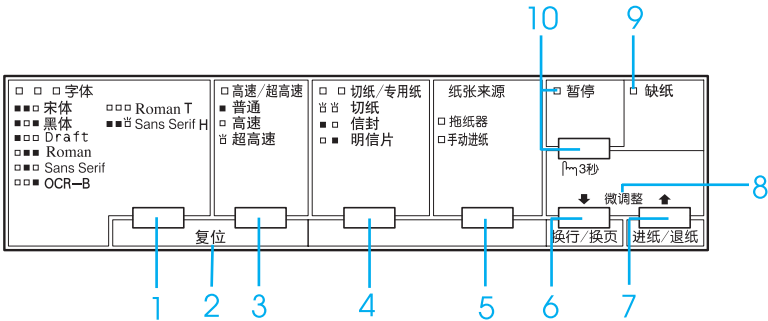 10 9
□ □ □ 字体
■■□ 宋体
■□■ 黑体
■□□ Draft
□■■ Roman
□■□ Sans Serif
□□■ OCR-B
□□□ Roman T
■■ Sans Serif H
□ 高速/超高速
■ 普通
□ 高速
超高速
□ □ 切纸/专用纸
切纸
■ □ 信封
□ ■ 明信片
纸张来源
□ 拖纸器
□ 手动进纸
□ 暂停
□ 缺纸
10
3秒
微调整
8
复位
换行/换页
进纸/退纸
1 2 3 4 5 6 7